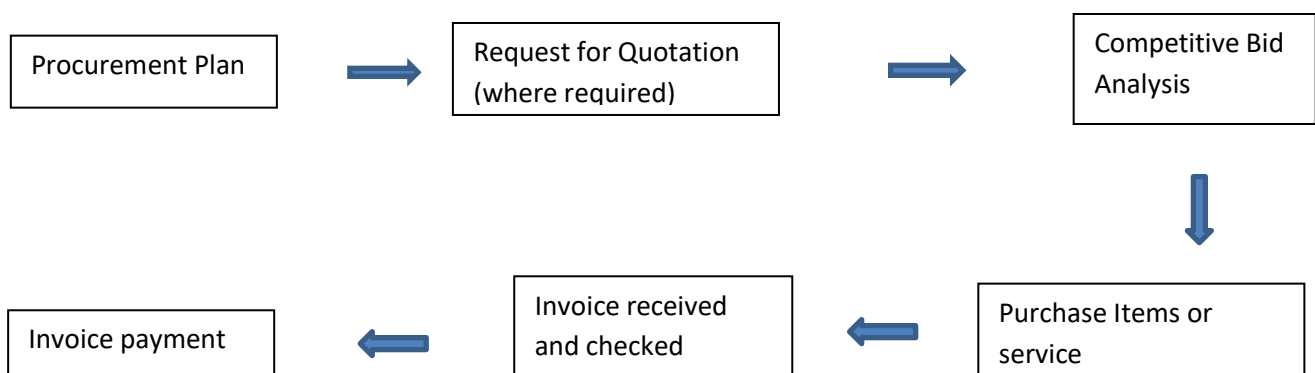 Procurement Plan
Request for Quotation
(where required)
Competitive Bid
Analysis
Purchase Items or
service
Invoice received
and checked
Invoice payment